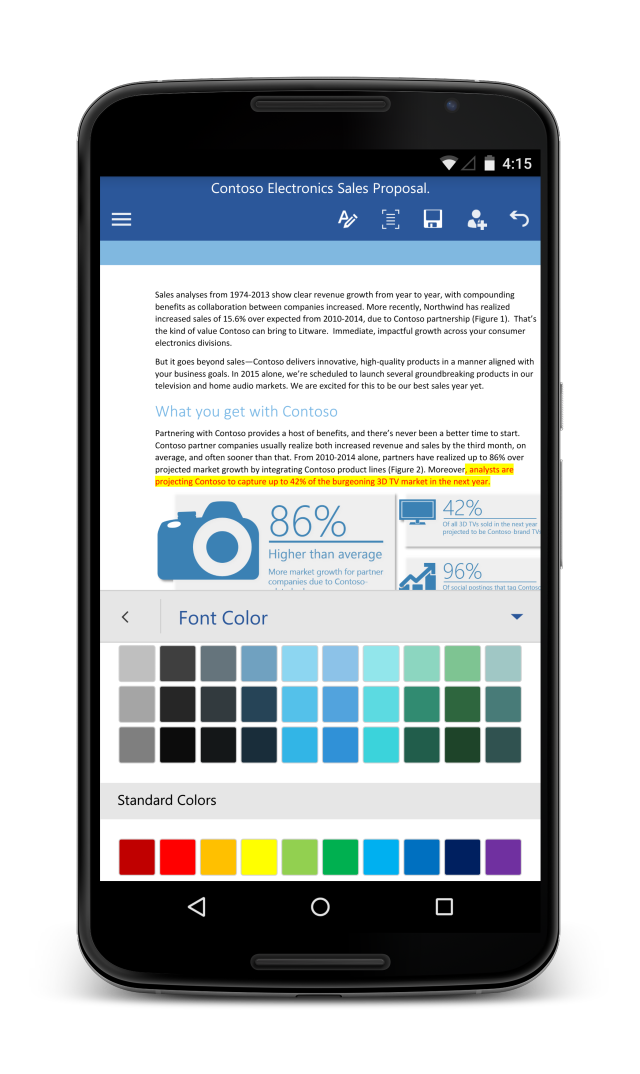 4:15
Contoso Electronics Sales Proposal.
Sales analyses from 1974-2013 show clear revenue growth from year to year, with compounding
benefits as collaboration between companies increased. More recently, Northwind has realized
increased sales of 15.6% over expected from 2010-2014, due to Contoso partnership (Figure 1). That's
the kind of value Contoso can bring to Litware. Immediate, impactful growth across your consumer
electronics divisions.
But it goes beyond sales—Contoso delivers innovative, high-quality products in a manner aligned with
your business goals. In 2015 alone, we're scheduled to launch several groundbreaking products in our
television and home audio markets. We are excited for this to be our best sales year yet.
What you get with Contoso
Partnering with Contoso provides a host of benefits, and there's never been a better time to start.
Contoso partner companies usually realize both increased revenue and sales by the third month, on
average, and often sooner than that. From 2010-2014 alone, partners have realized up to 86% over
projected market growth by integrating Contoso product lines (Figure 2). Moreover, analysts are
projecting Contoso to capture up to 42% of the burgeoning 3D TV market in the next year.
86%
Higher than average
More market growth for partner
companies due to Contoso-
42%
Of all 3D TVs sold in the next year
projected to be Contoso brand TV
96%
Of social postings that tag Contoso
Font Color
Standard Colors